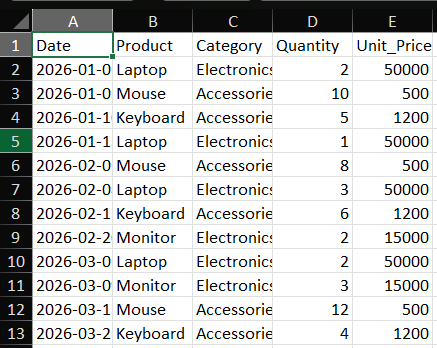 A B C D E
1 Date Product Category Quantity Unit_Price
2 2026-01-0 Laptop Electronics 2 50000
3 2026-01-0 Mouse Accessorie 10 500
4 2026-01-1 Keyboard Accessorie 5 1200
5 2026-01-1 Laptop Electronics 1 50000
6 2026-02-0 Mouse Accessorie 8 500
7 2026-02-0 Laptop Electronics 3 50000
8 2026-02-1 Keyboard Accessorie 6 1200
9 2026-02-2 Monitor Electronics 2 15000
10 2026-03-0 Laptop Electronics 2 50000
11 2026-03-0 Monitor Electronics 3 15000
12 2026-03-1 Mouse Accessorie 12 500
13 2026-03-2 Keyboard Accessorie 4 1200